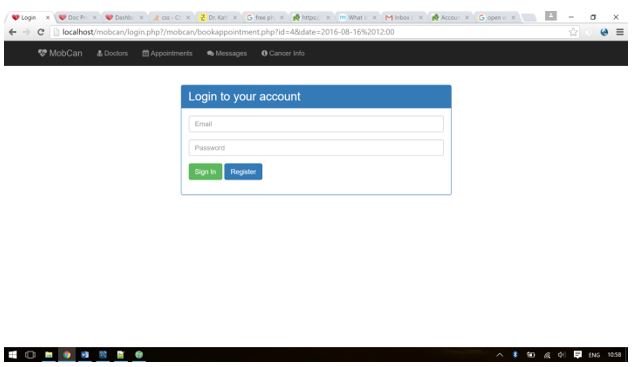 Login
Doc Pr
Dashb
css - C
Dr. Kat
free ph
https:/
What i
Inbox
Accou
open w
localhost/mobcan/login.php?/mobcan/bookappointment.php?id=4&date=2016-08-16%2012:00
MobCan Doctors Appointments Messages Cancer Info
Login to your account
Email
Password
Sign In Register
ENG 10:58